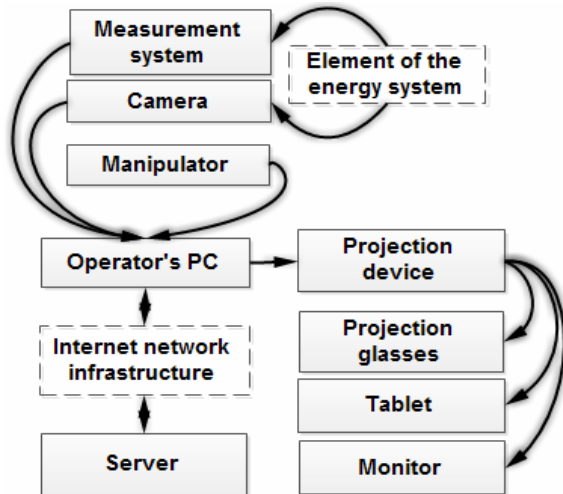 Measurement
system
Element of the
energy system
Camera
Manipulator
Operator's PC
Projection
device
Internet network
infrastructure
Projection
glasses
Tablet
Server
Monitor